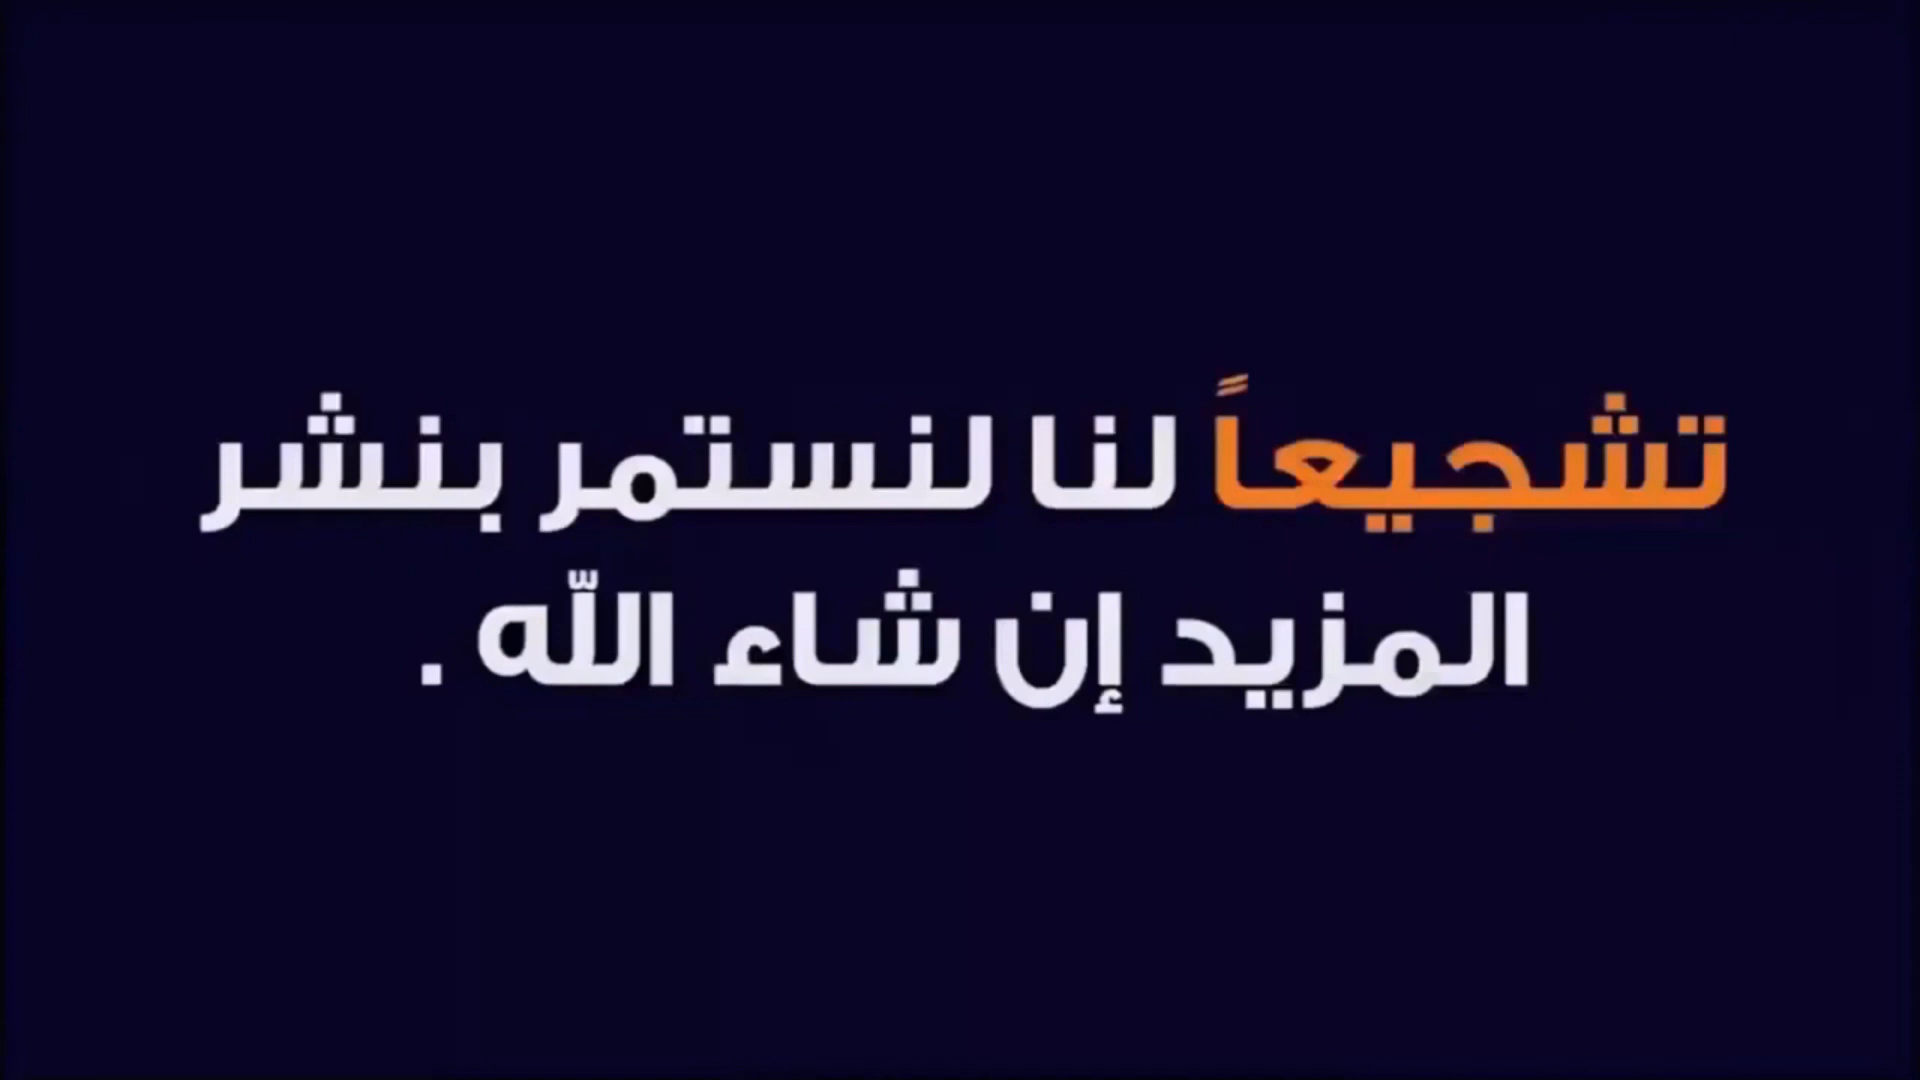 تشجيعاً لنا لنستمر بنشر
المزيد إن شاء اللّه .